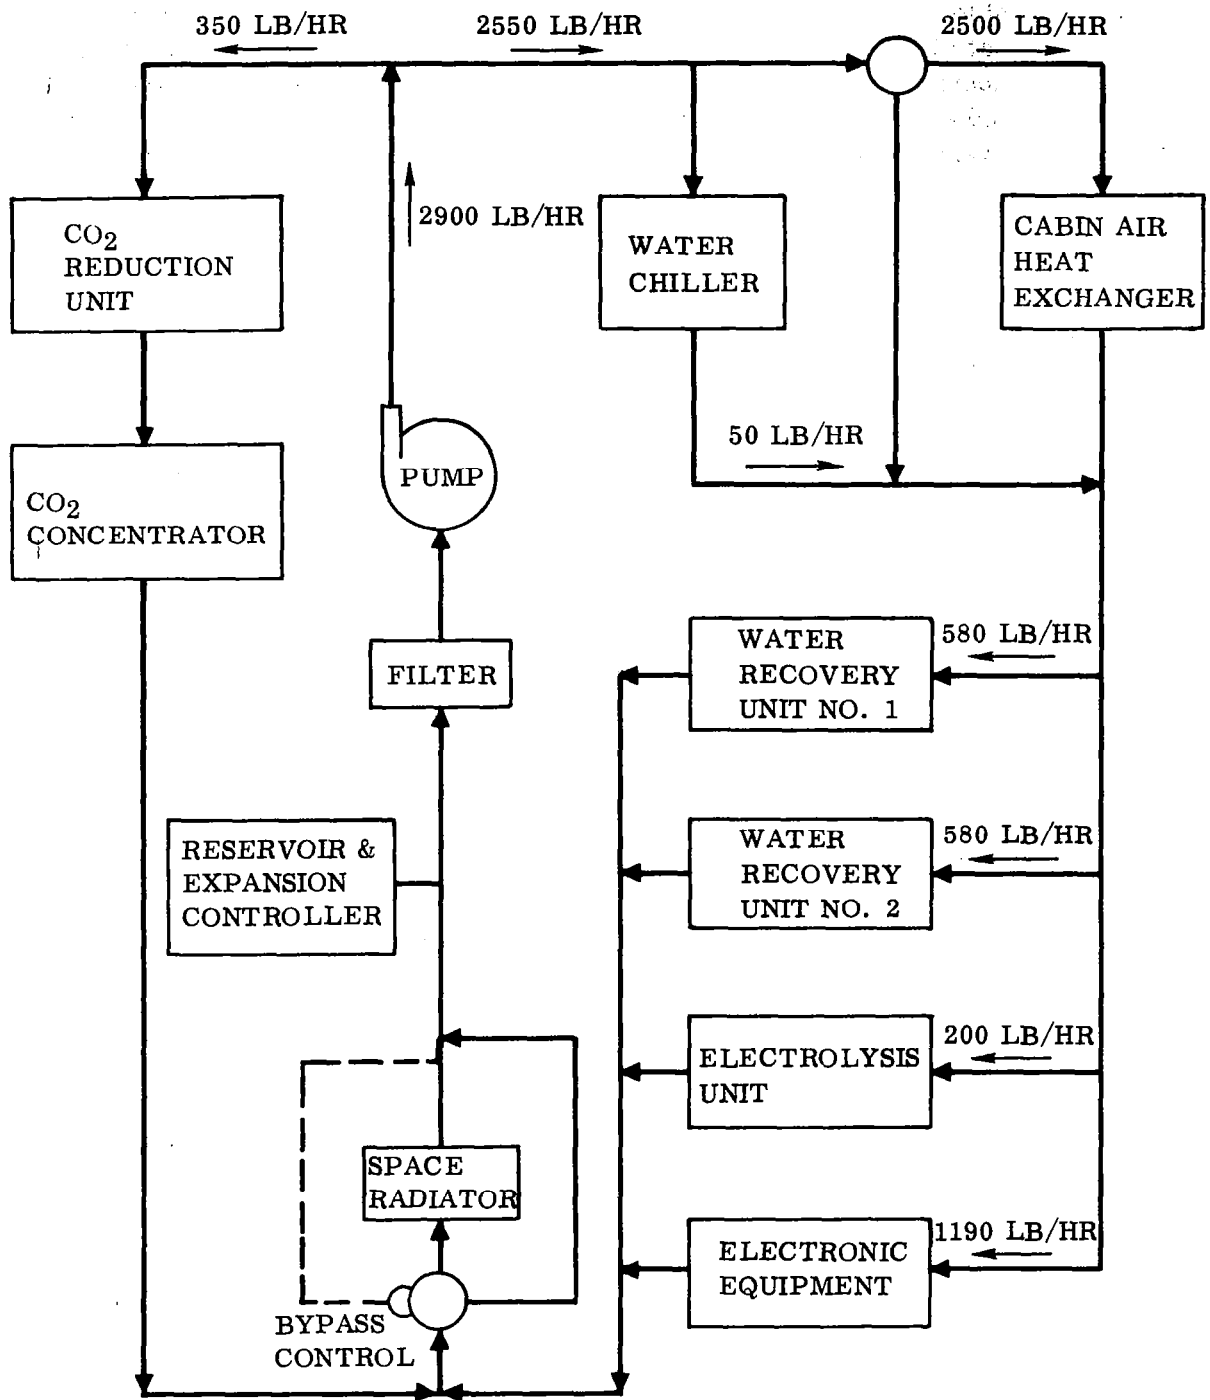 350 LB/HR
2550 LB/HR
2500 LB/HR
2900 LB/HR
CO2
REDUCTION
UNIT
WATER
CHILLER
CABIN AIR
HEAT
EXCHANGER
50 LB/HR
PUMP
CO2
CONCENTRATOR
FILTER
WATER
RECOVERY
UNIT NO. 1
580 LB/HR
RESERVOIR &
EXPANSION
CONTROLLER
WATER
RECOVERY
UNIT NO. 2
580 LB/HR
ELECTROLYSIS
UNIT
200 LB/HR
SPACE
RADIATOR
ELECTRONIC
EQUIPMENT
1190 LB/HR
BYPASS
CONTROL